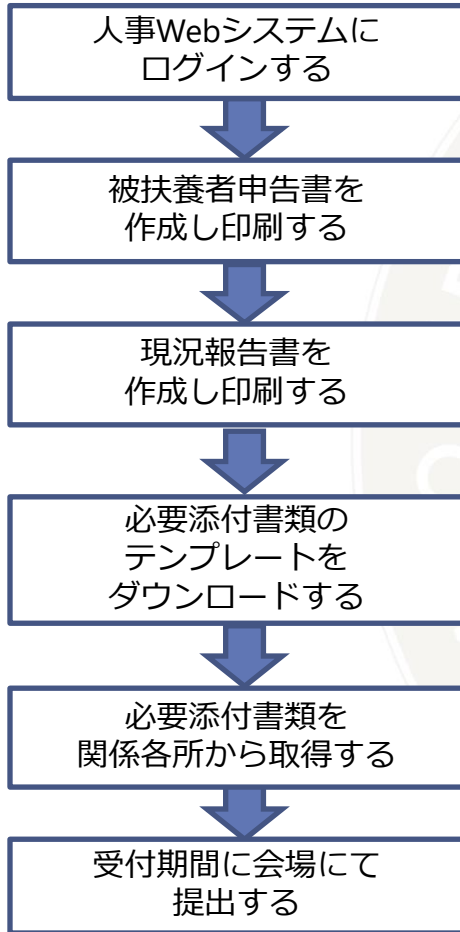 人事Webシステムに
ログインする
被扶養者申告書を
作成し印刷する
現況報告書を
作成し印刷する
必要添付書類の
テンプレートを
ダウンロードする
必要添付書類を
関係各所から取得する
受付期間に会場にて
提出する